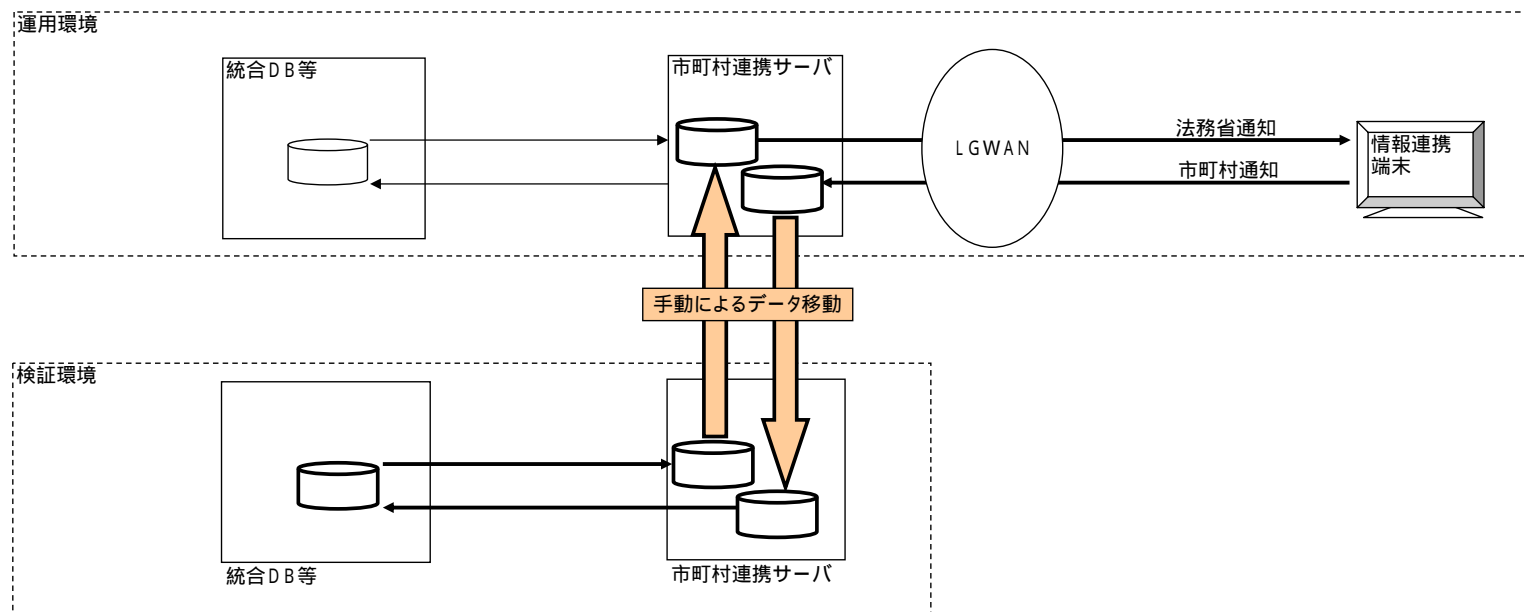 運用環境
統合DB等
市町村連携サーバ
LGWAN
法務省通知
市町村通知
情報連携
端末
手動によるデータ移動
検証環境
統合DB等
市町村連携サーバ